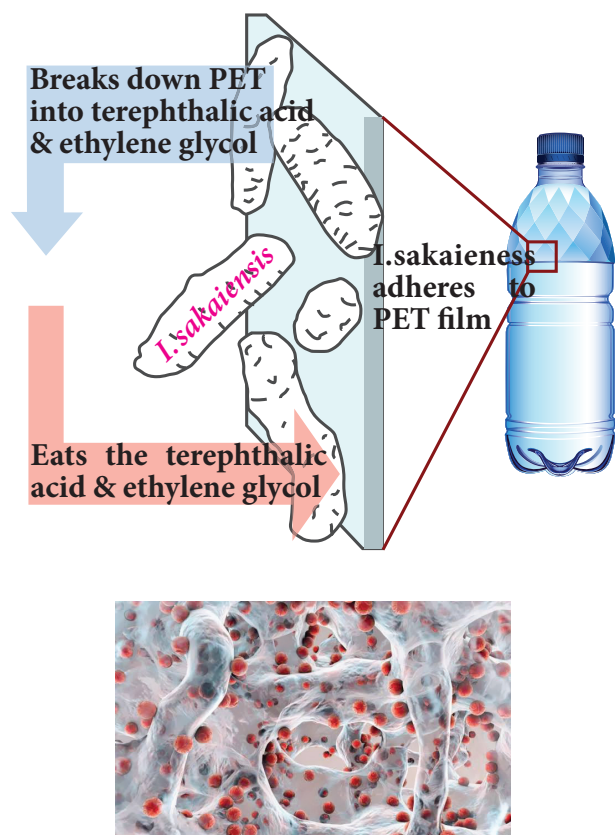 Breaks down PET
into terephthalic acid
& ethylene glycol
I. sakaiensis
I.sakaieness
adheres to
PET film
Eats the terephthalic
acid & ethylene glycol